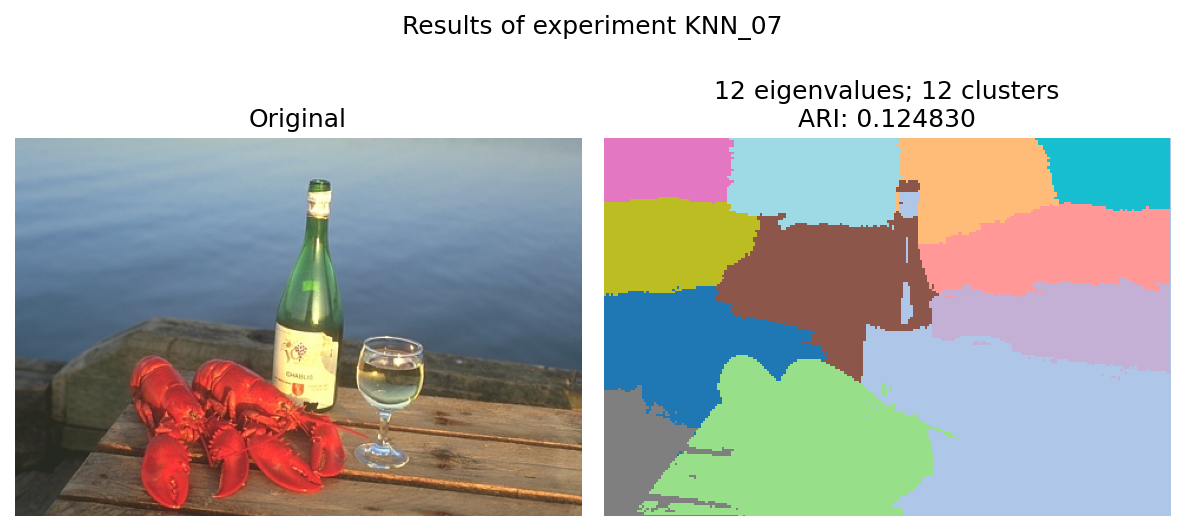 Results of experiment KNN_07
Original
12 eigenvalues; 12 clusters
ARI: 0.124830
CHABLIS